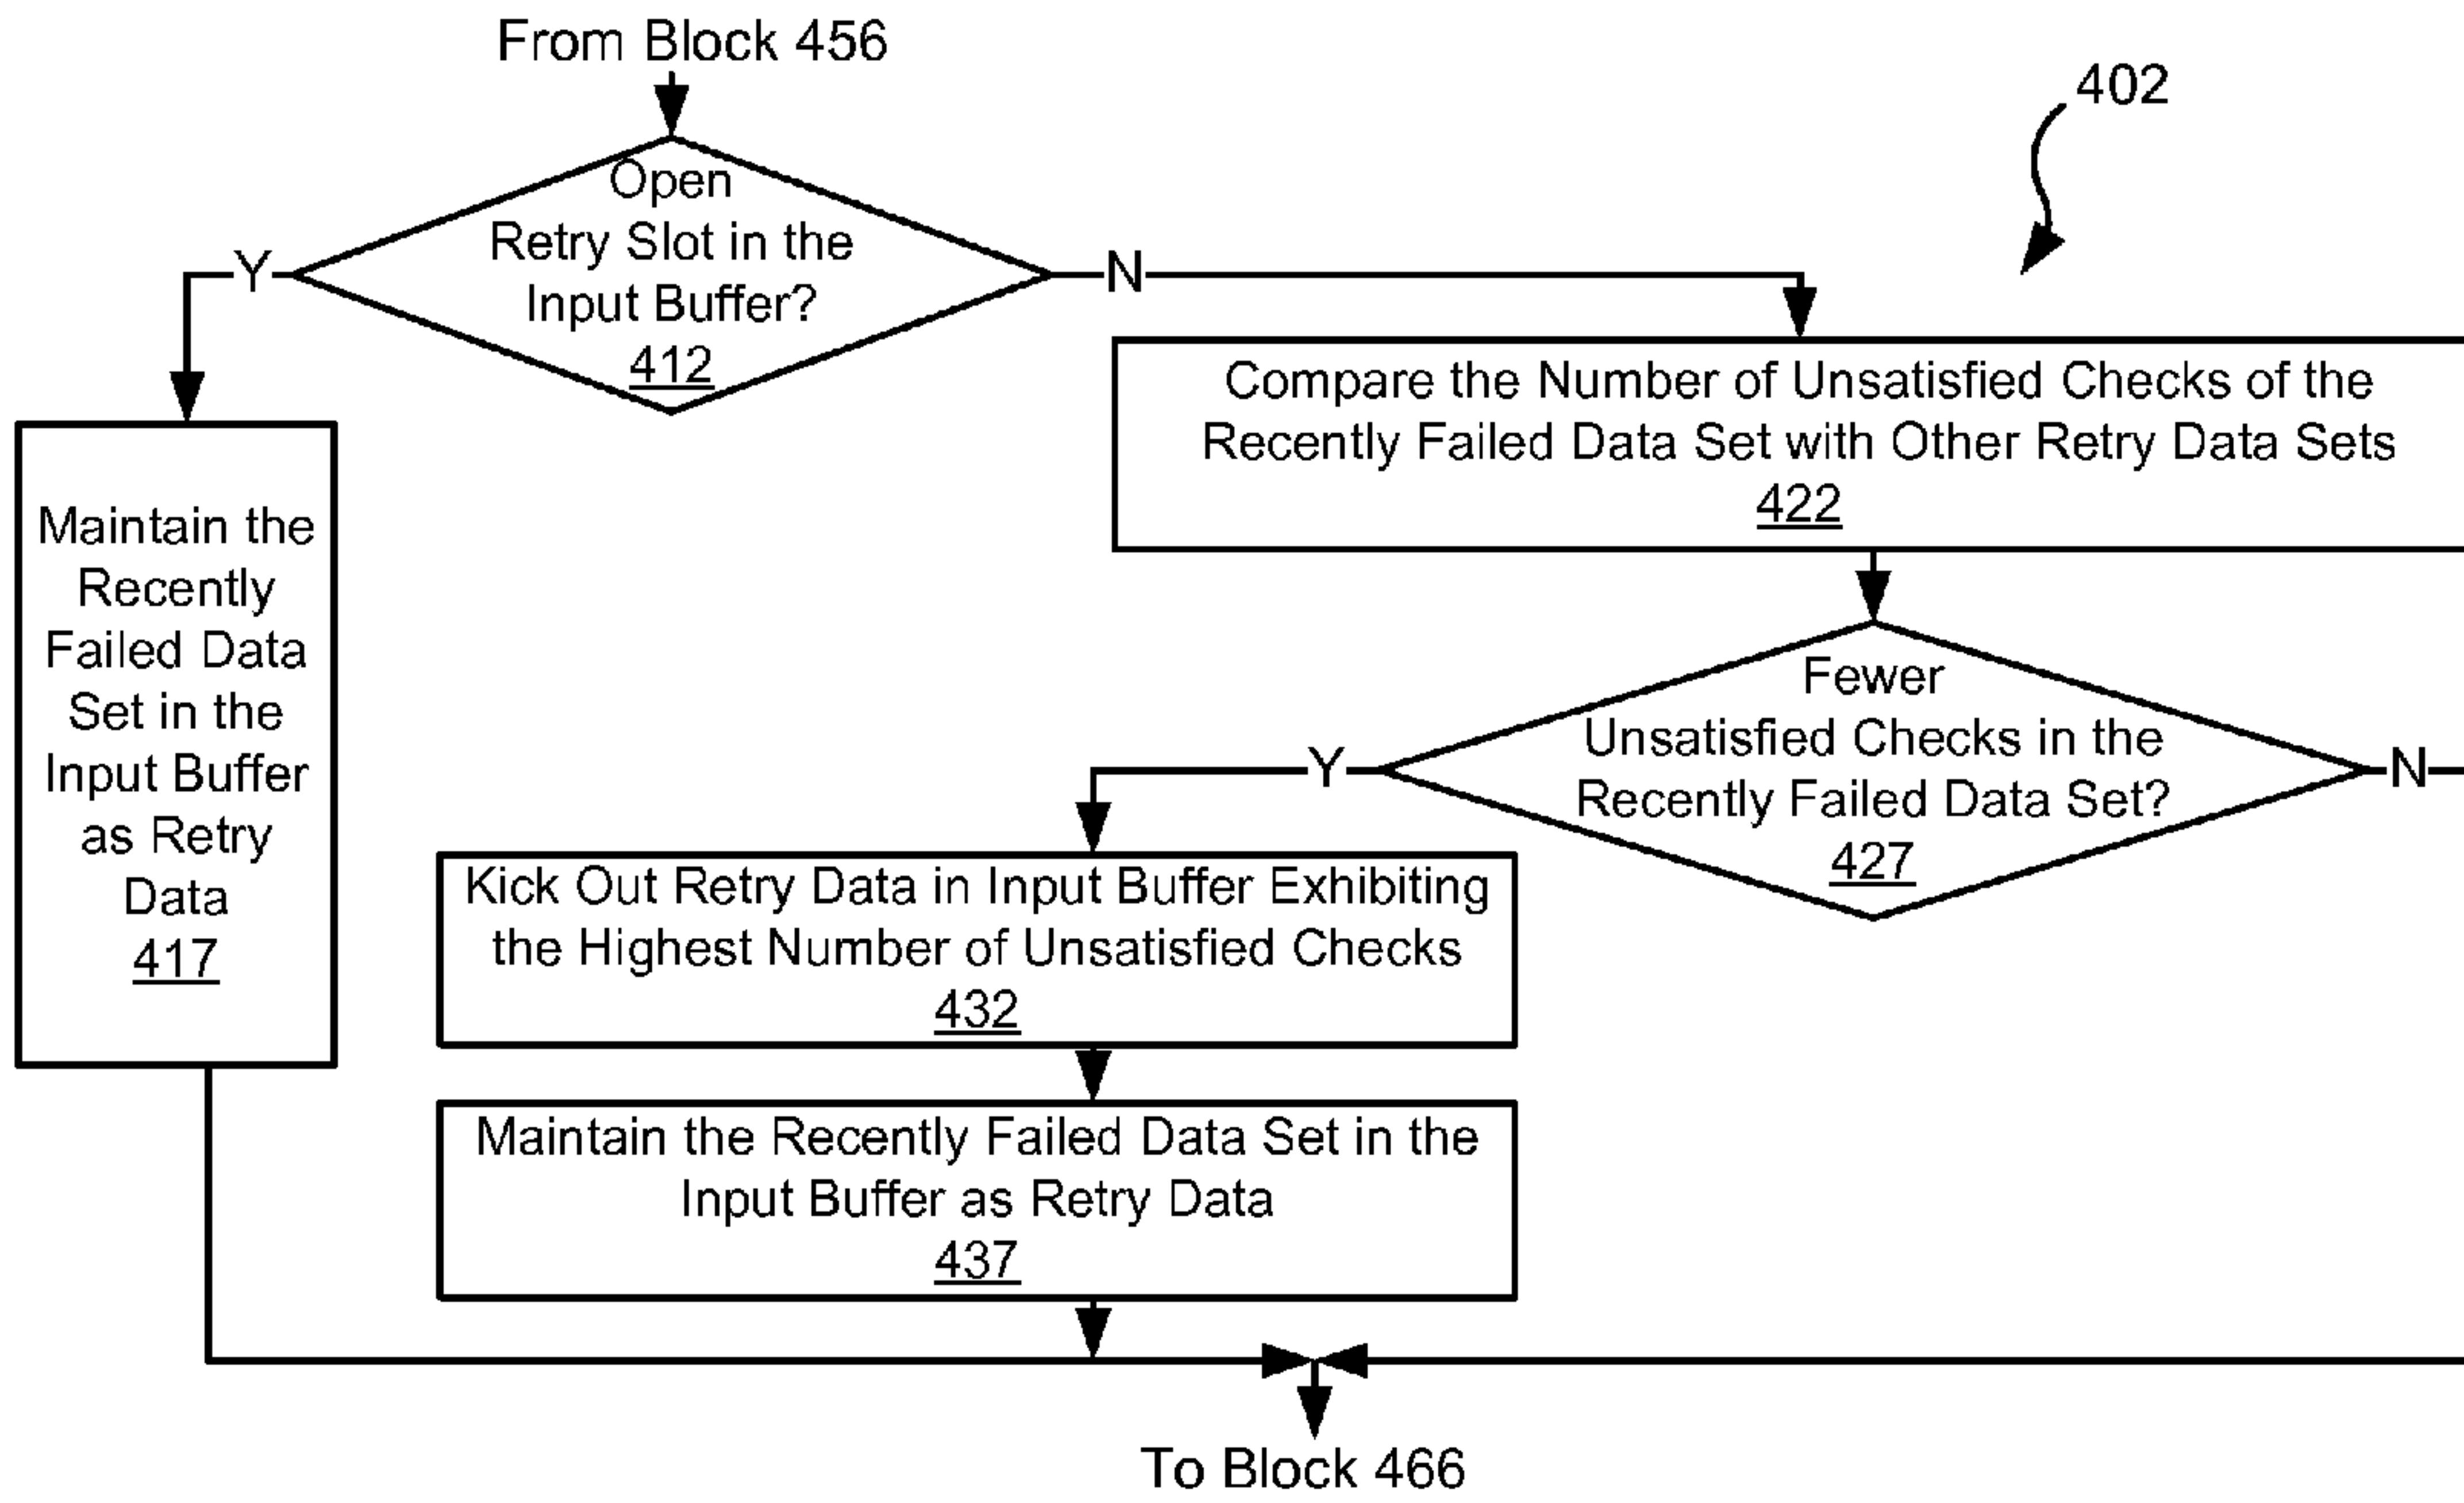 From Block 456
402
Open
Retry Slot in the
Input Buffer?
412
Y
N
Compare the Number of Unsatisfied Checks of the
Recently Failed Data Set with Other Retry Data Sets
422
Maintain the
Recently
Failed Data
Set in the
Input Buffer
as Retry
Data
417
Fewer
Unsatisfied Checks in the
Recently Failed Data Set?
427
Y
N
Kick Out Retry Data in Input Buffer Exhibiting
the Highest Number of Unsatisfied Checks
432
Maintain the Recently Failed Data Set in the
Input Buffer as Retry Data
437
To Block 466